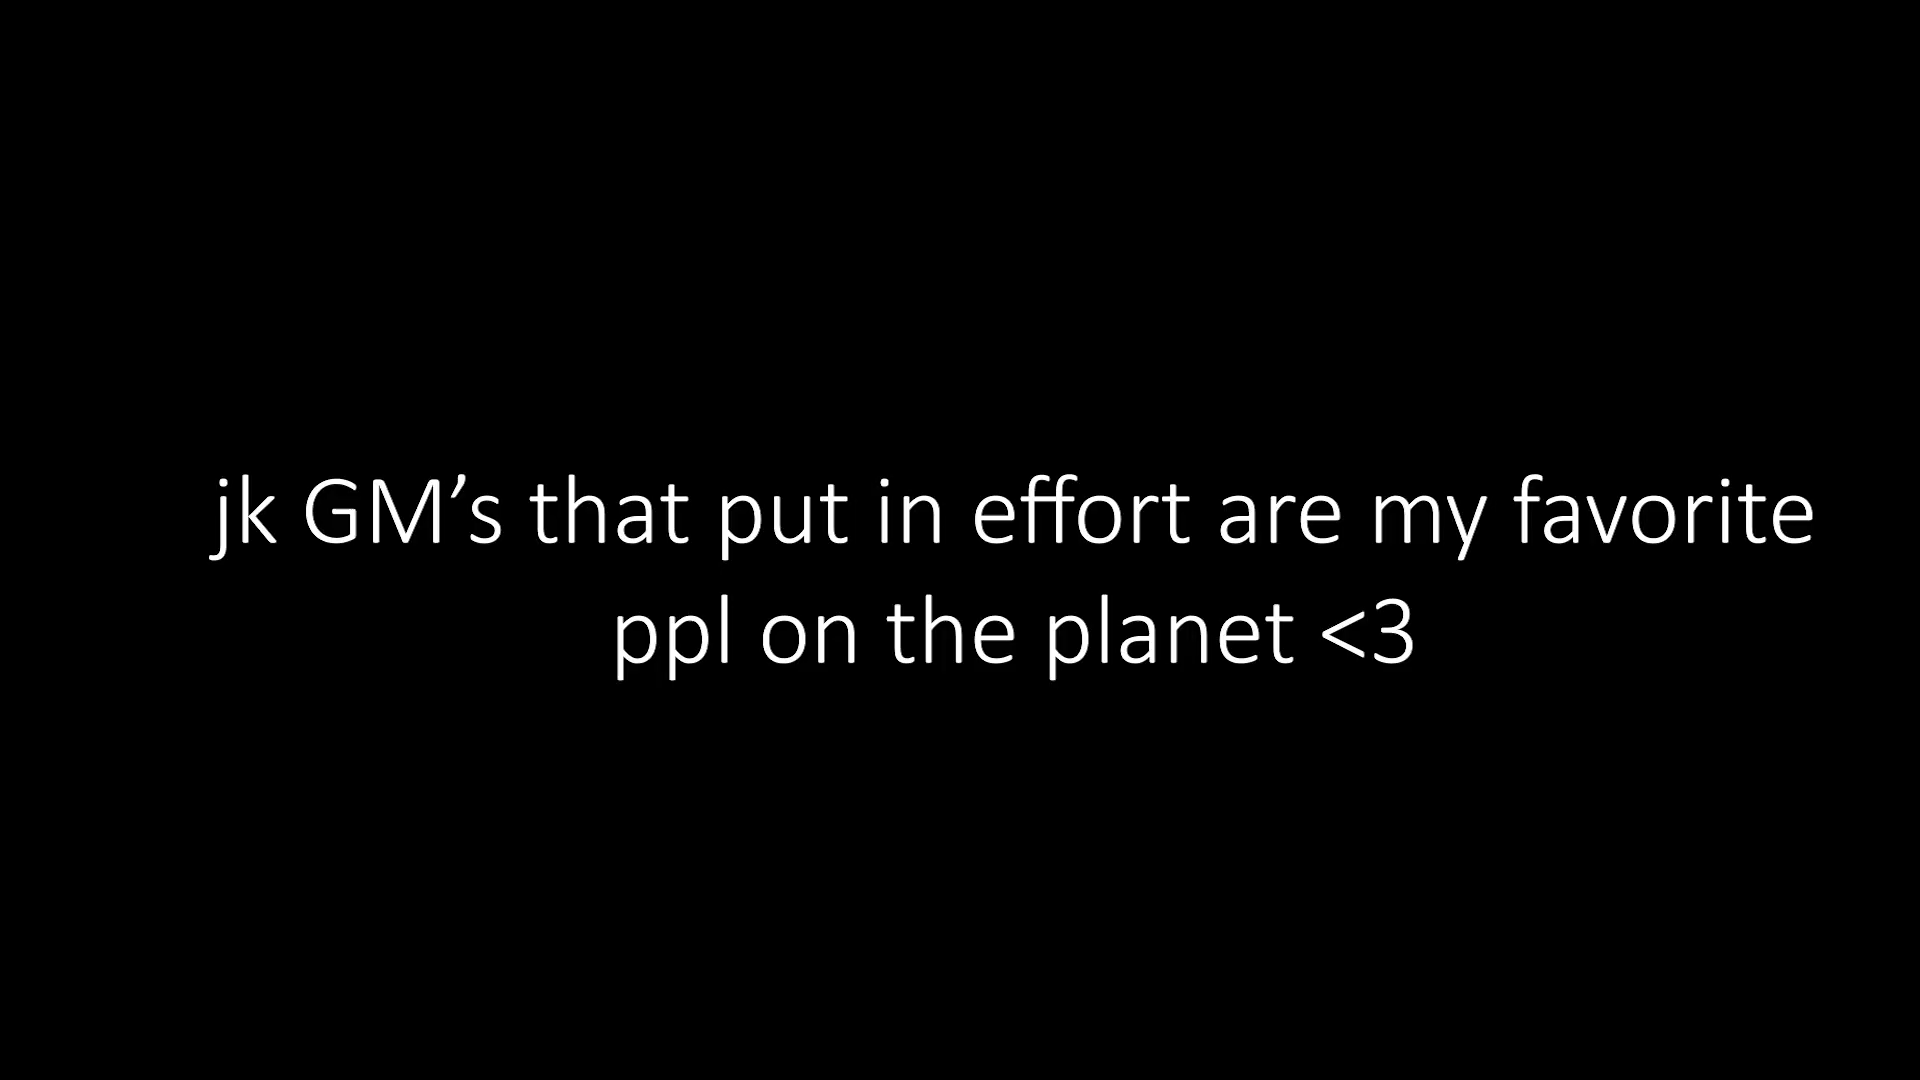 jk GM’s that put in effort are my favorite
ppl on the planet <3